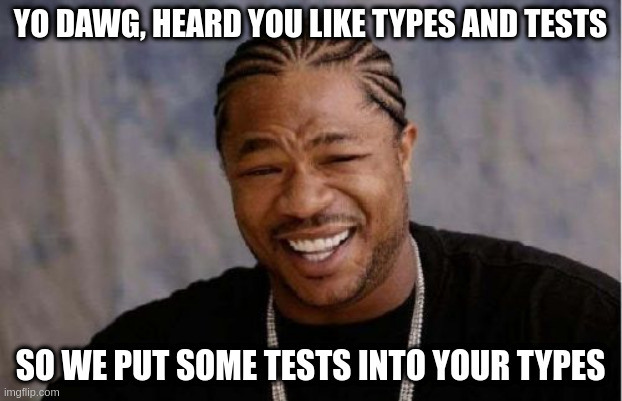 YO DAWG, HEARD YOU LIKE TYPES AND TESTS
SO WE PUT SOME TESTS INTO YOUR TYPES
imgflip.com